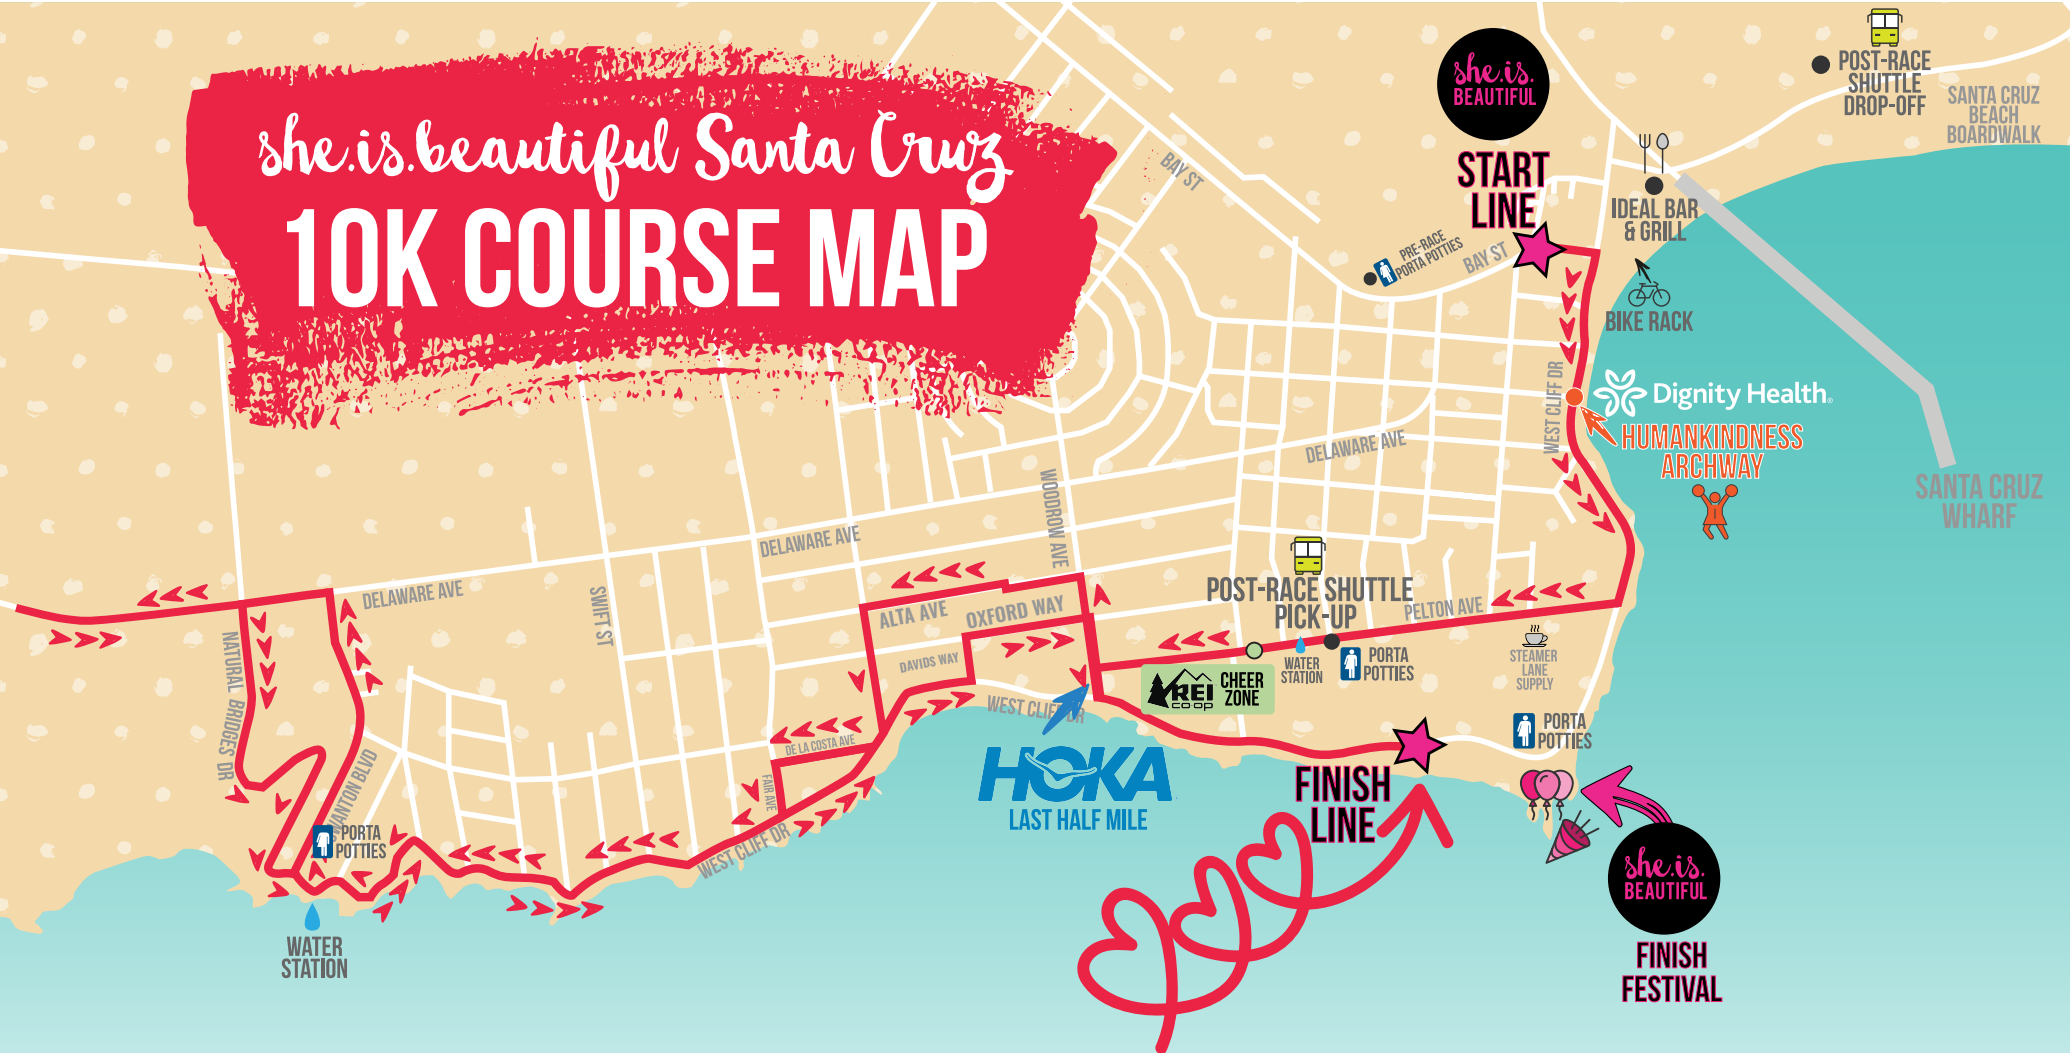 she.is.beautiful Santa Cruz
10K COURSE MAP
she.is.
BEAUTIFUL
START
LINE
POST-RACE
SHUTTLE
DROP-OFF
SANTA CRUZ
BEACH
BOARDWALK
BAY ST
PRE-RACE
PORTA POTTIES
BAY ST
IDEAL BAR
& GRILL
BIKE RACK
WEST CLIFF DR
Dignity Health®
HUMANKINDNESS
ARCHWAY
SANTA CRUZ
WHARF
DELAWARE AVE
WOODROW AVE
DELAWARE AVE
DELAWARE AVE
SWIFT ST
ALTA AVE
OXFORD WAY
DAVIDS WAY
POST-RACE SHUTTLE
PICK-UP
PELTON AVE
WATER
STATION
PORTA
POTTIES
STEAMER
LANE
SUPPLY
REI
CO-OP
CHEER
ZONE
NATURAL BRIDGES DR
WEST CLIFF DR
DE LA COSTA AVE
FAIR AVE
PORTA
POTTIES
HOKA
LAST HALF MILE
FINISH
LINE
SWANTON BLVD
PORTA
POTTIES
WEST CLIFF DR
WATER
STATION
she.is.
BEAUTIFUL
FINISH
FESTIVAL